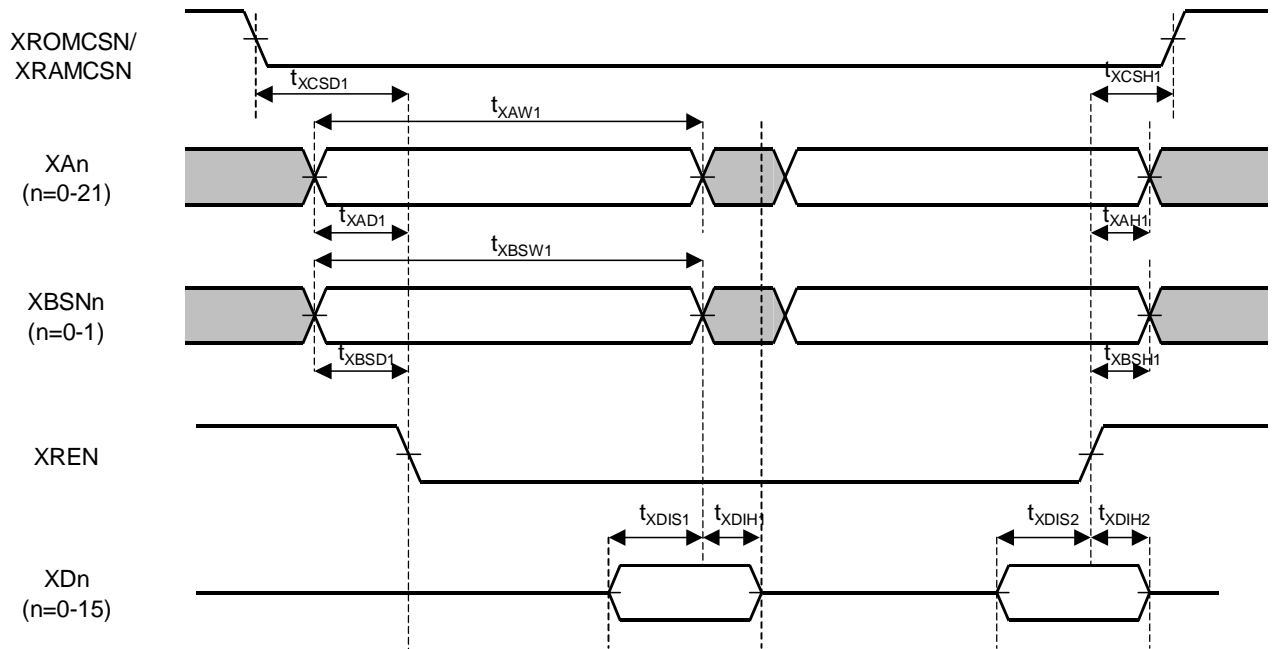 XROMCSN/
XRAMCSN
tXCSD1
tXCSH1
tXAW1
XAn
(n=0-21)
tXAD1
tXAH1
tXBSW1
XBSNn
(n=0-1)
tXBSD1
tXBSH1
XREN
tXDIS1
tXDIH1
tXDIS2
tXDIH2
XDn
(n=0-15)